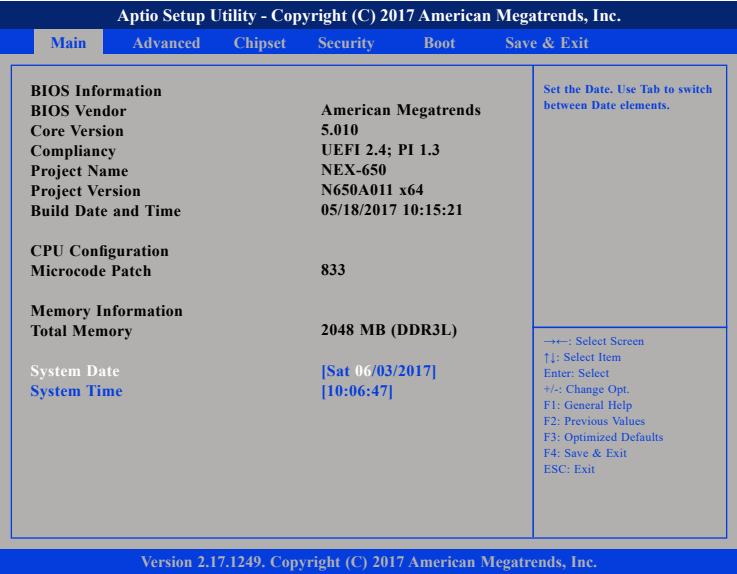 Aptio Setup Utility - Copyright (C) 2017 American Megatrends, Inc.
Main Advanced Chipset Security Boot Save & Exit
BIOS Information
BIOS Vendor American Megatrends
Core Version 5.010
Compliancy UEFI 2.4; PI 1.3
Project Name NEX-650
Project Version N650A011 x64
Build Date and Time 05/18/2017 10:15:21
CPU Configuration
Microcode Patch 833
Memory Information
Total Memory 2048 MB (DDR3L)
System Date [Sat 06/03/2017]
System Time [10:06:47]
Set the Date. Use Tab to switch
between Date elements.
→←: Select Screen
↑↓: Select Item
Enter: Select
+/-: Change Opt.
F1: General Help
F2: Previous Values
F3: Optimized Defaults
F4: Save & Exit
ESC: Exit
Version 2.17.1249. Copyright (C) 2017 American Megatrends, Inc.